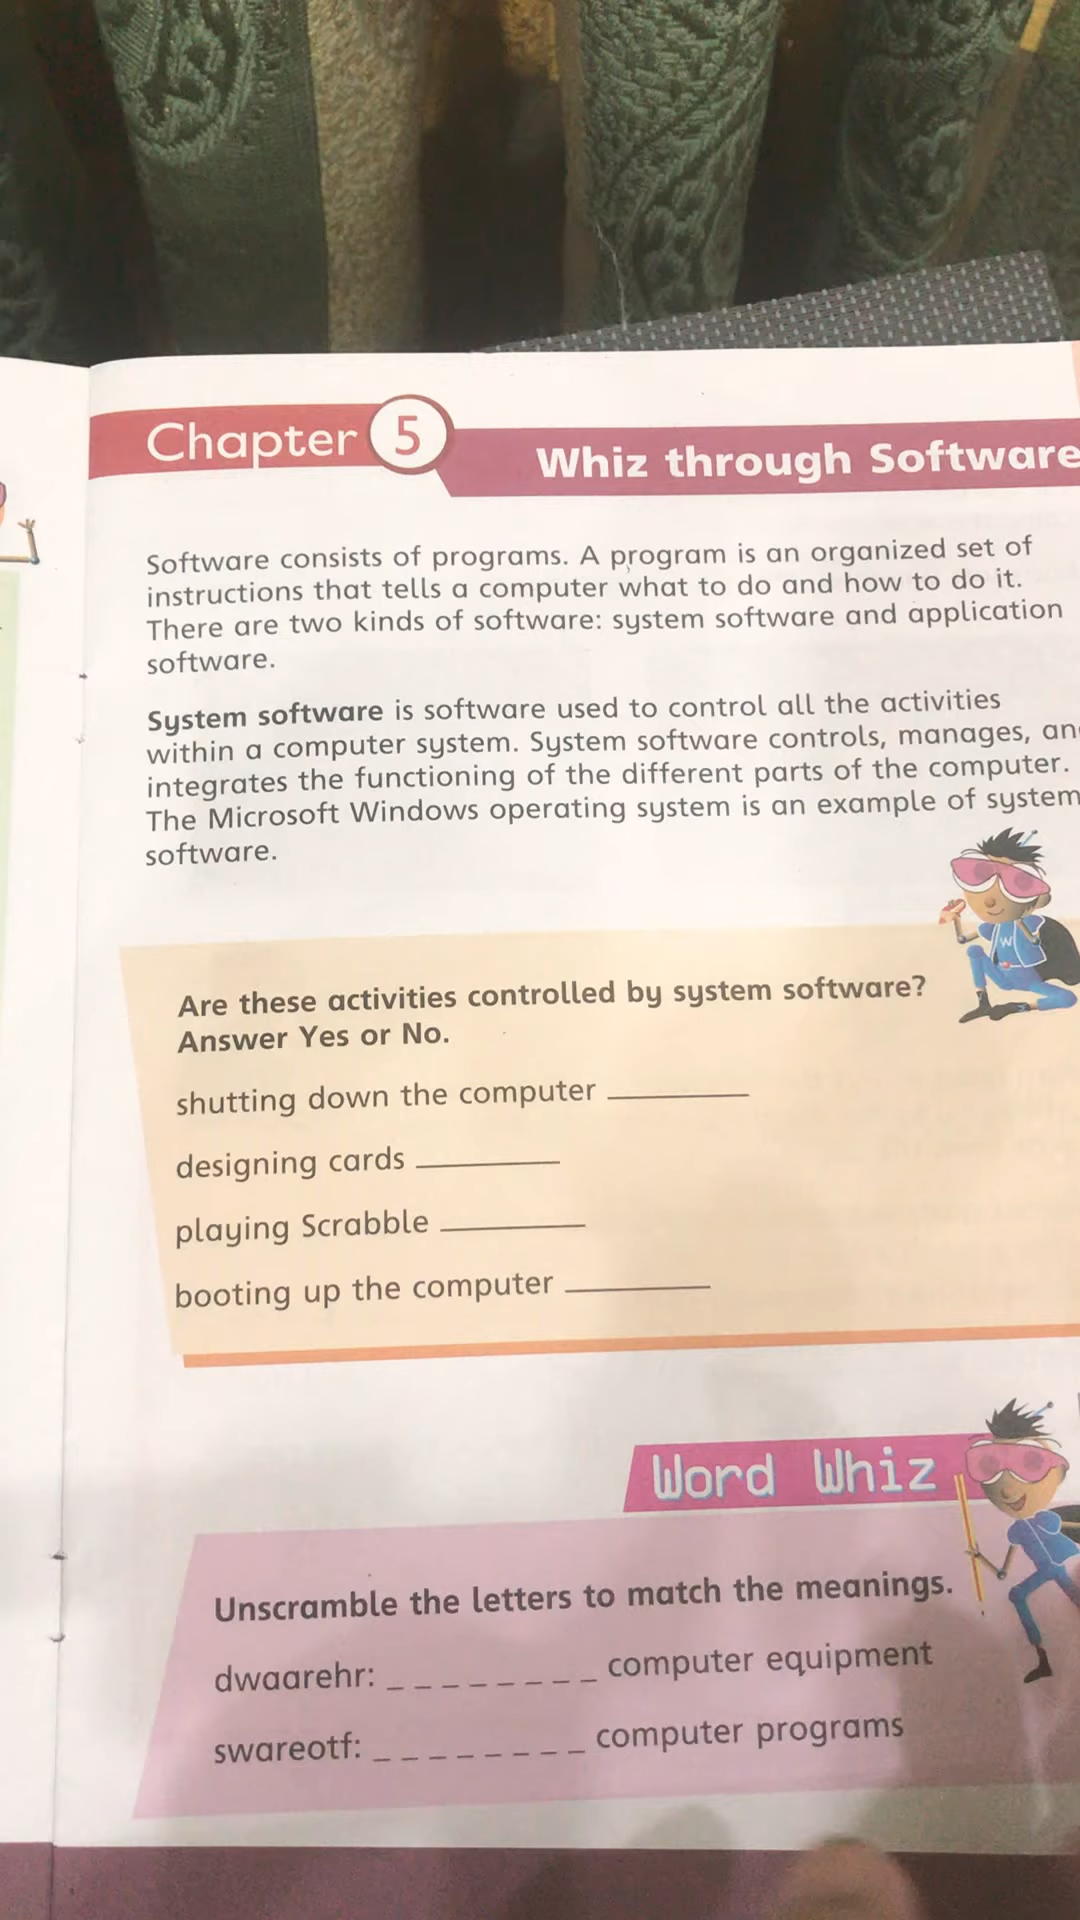 Chapter 5
Whiz through Software
Software consists of programs. A program is an organized set of
instructions that tells a computer what to do and how to do it.
There are two kinds of software: system software and application
software.
System software is software used to control all the activities
within a computer system. System software controls, manages, an
integrates the functioning of the different parts of the computer.
The Microsoft Windows operating system is an example of system
software.
W
Are these activities controlled by system software?
Answer Yes or No.
shutting down the computer __________
designing cards __________
playing Scrabble __________
booting up the computer __________
Word Whiz
Unscramble the letters to match the meanings.
dwaarehr: _ _ _ _ _ _ _ _ computer equipment
swareotf: _ _ _ _ _ _ _ _ computer programs